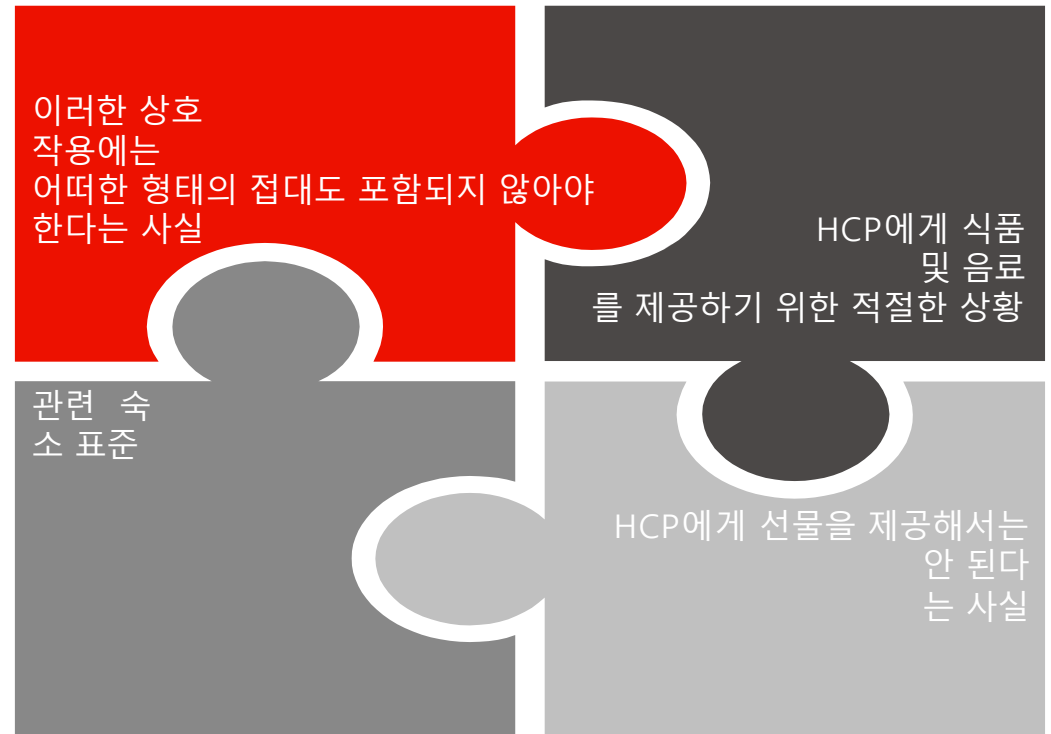 이러한 상호
작용에는
어떠한 형태의 접대도 포함되지 않아야
한다는 사실
HCP에게 식품
및 음료
를 제공하기 위한 적절한 상황
관련 숙
소 표준
HCP에게 선물을 제공해서는
안 된다
는 사실